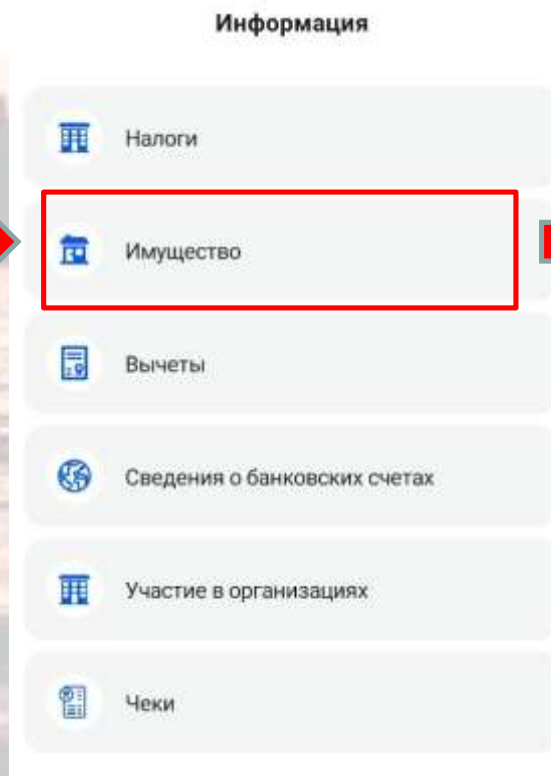 Информация
Налоги
Имущество
Вычеты
Сведения о банковских счетах
Участие в организациях
Чеки